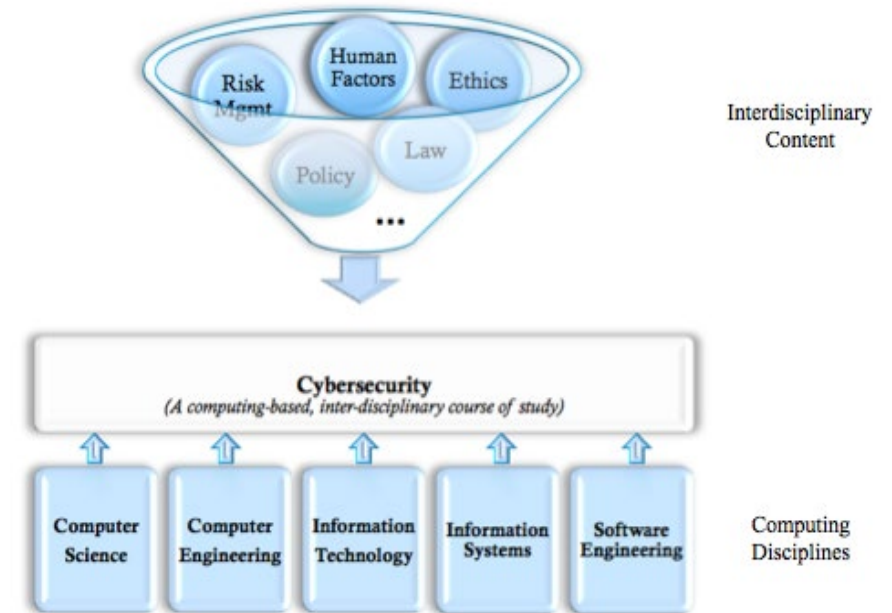 Human
Factors
Risk
Mgmt
Ethics
Law
Policy
...
Interdisciplinary
Content
Cybersecurity
(A computing-based, inter-disciplinary course of study)
Computer
Science
Computer
Engineering
Information
Technology
Information
Systems
Software
Engineering
Computing
Disciplines